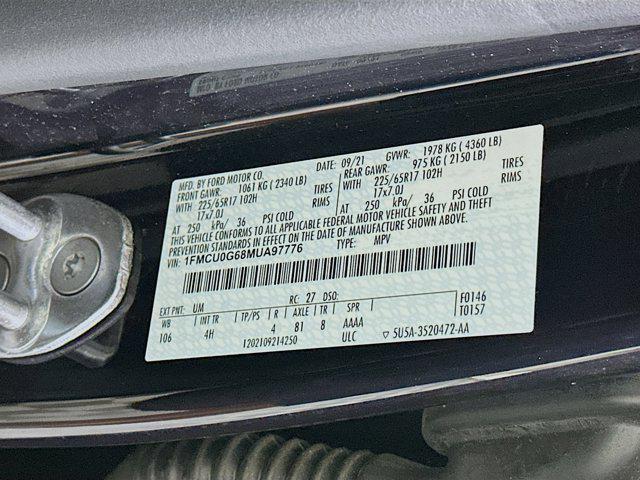 MFD. BY FORD MOTOR CO. DATE: 09/21 GVWR: 1978 KG ( 4360 LB)
FRONT GAWR: 1061 KG ( 2340 LB) REAR GAWR: 975 KG ( 2150 LB)
WITH 225/65R17 102H TIRES WITH 225/65R17 102H TIRES
17x7.0J RIMS 17x7.0J RIMS
AT 250 kPa/ 36 PSI COLD AT 250 kPa/ 36 PSI COLD
THIS VEHICLE CONFORMS TO ALL APPLICABLE FEDERAL MOTOR VEHICLE SAFETY AND THEFT
PREVENTION STANDARDS IN EFFECT ON THE DATE OF MANUFACTURE SHOWN ABOVE.
VIN: 1FMCU0G68MUA97776 TYPE: MPV
EXT PNT: UM RC: 27 DSO: F0146
WB INT TR TP/PS R AXLE TR SPR T0157
106 4H 4 81 8 AAAA
1202109214250 ULC 5U5A-3520472-AA